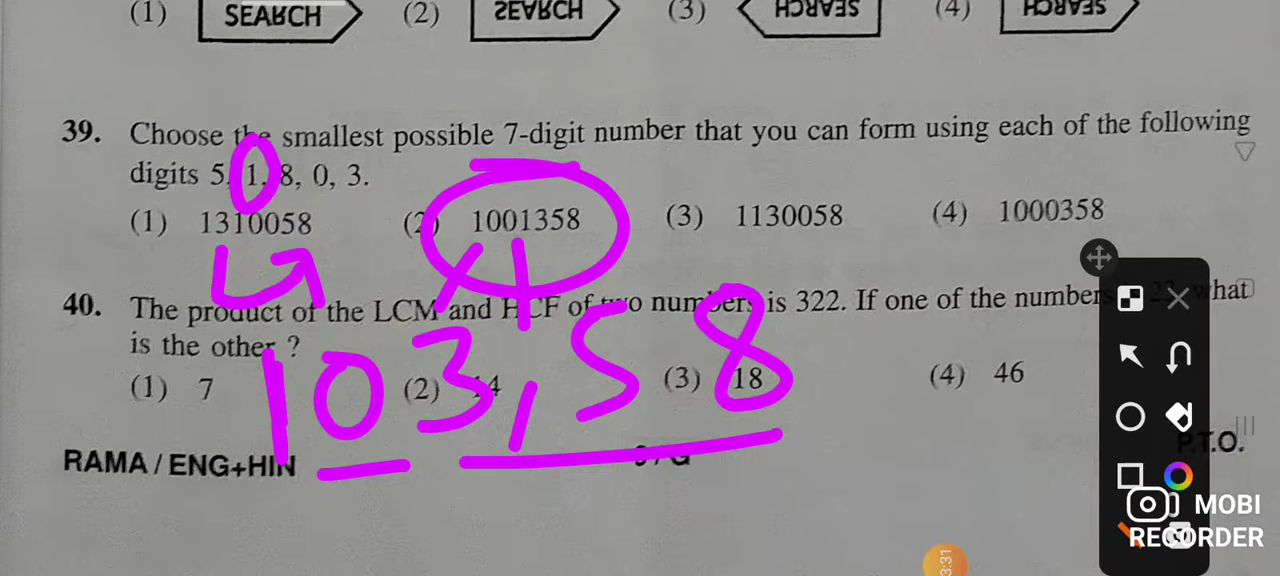 (1) SEARCH (2) SEARCH (3) SEARCH (4) SEARCH
39. Choose the smallest possible 7-digit number that you can form using each of the following
digits 5, 1, 8, 0, 3.
(1) 1310058 (2) 1001358 (3) 1130058 (4) 1000358
40. The product of the LCM and HCF of two numbers is 322. If one of the numbers what
is the other ?
(1) 7 (2) 14 (3) 18 (4) 46
103,58
RAMA / ENG+HIN P.T.O.
MOBI
RECORDER
3:31